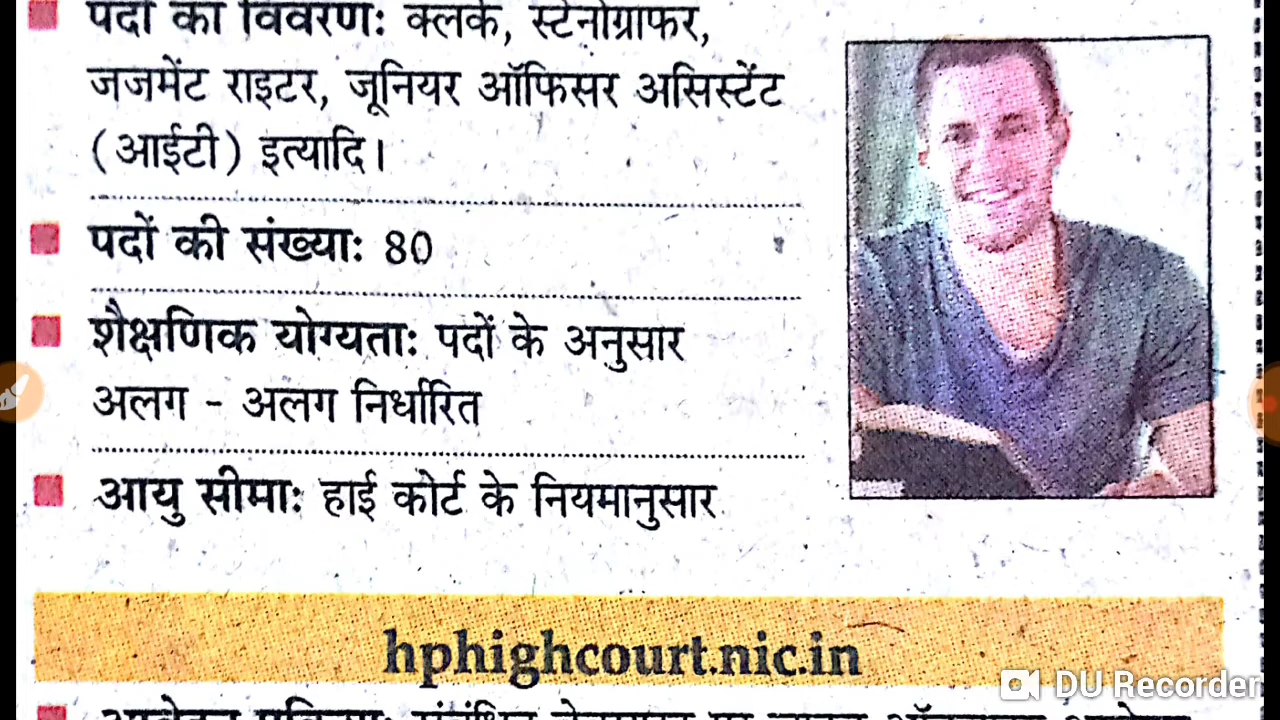 पदों का विवरण: क्लर्क, स्टेनोग्राफर,
जजमेंट राइटर, जूनियर ऑफिसर असिस्टेंट
(आईटी) इत्यादि।
पदों की संख्या: 80
शैक्षणिक योग्यता: पदों के अनुसार
अलग - अलग निर्धारित
आयु सीमा: हाई कोर्ट के नियमानुसार
hphighcourt.nic.in
DU Recorder